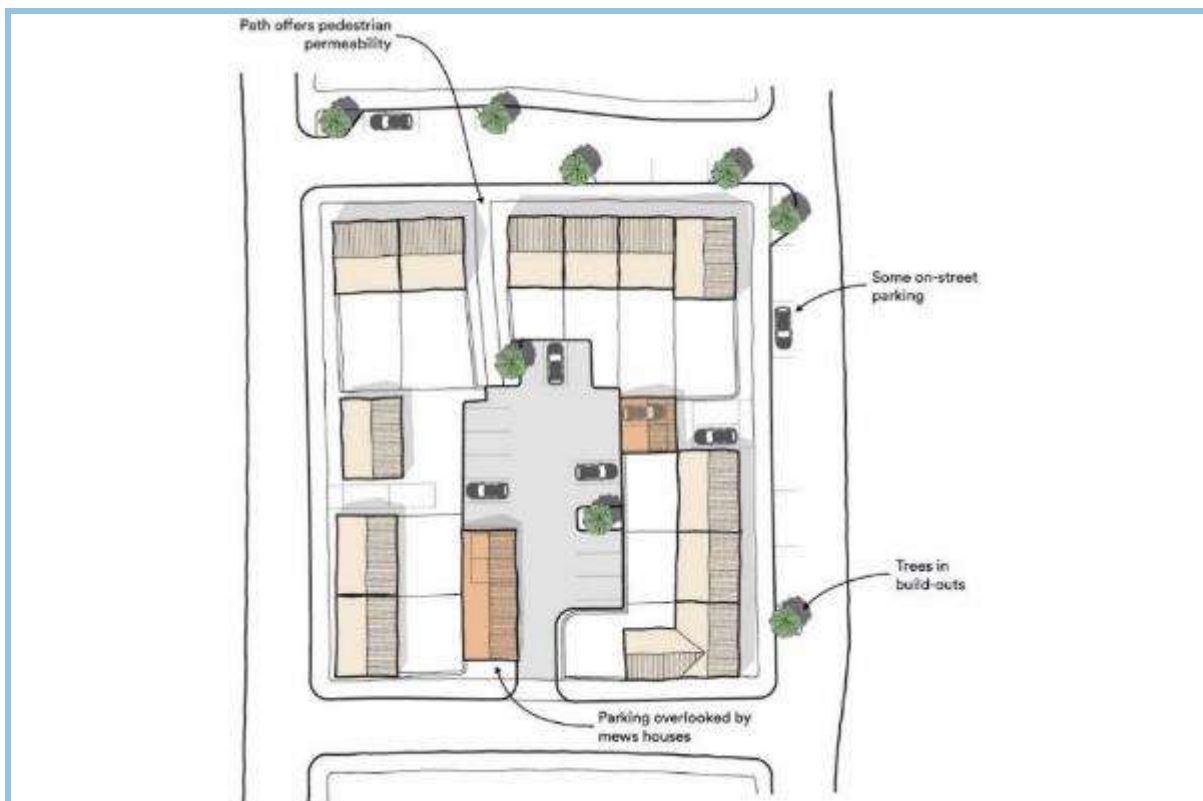 Path offers pedestrian
permeability
Some on-street
parking
Trees in
build-outs
Parking overlooked by
mews houses